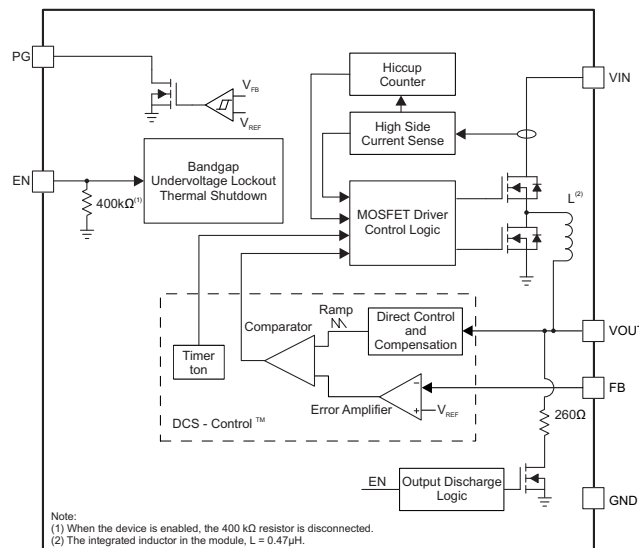 PG
VFB
VREF
Hiccup
Counter
VIN
High Side
Current Sense
EN
400kΩ(1)
Bandgap
Undervoltage Lockout
Thermal Shutdown
MOSFET Driver
Control Logic
L(2)
Ramp
Comparator
Direct Control
and
Compensation
VOUT
Timer
ton
FB
−
+
VREF
Error Amplifier
DCS - Control ™
260Ω
EN
Output Discharge
Logic
GND
Note:
(1) When the device is enabled, the 400 kΩ resistor is disconnected.
(2) The integrated inductor in the module, L = 0.47μH.